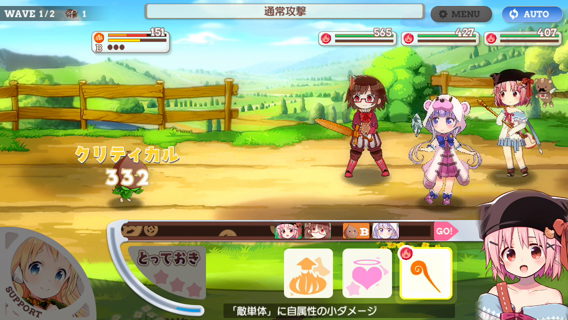 WAVE 1/2 1
通常攻撃
MENU
AUTO
151
B
565
427
407
クリティカル
332
B
GO!
とっておき
SUPPORT
「敵単体」に自属性の小ダメージ